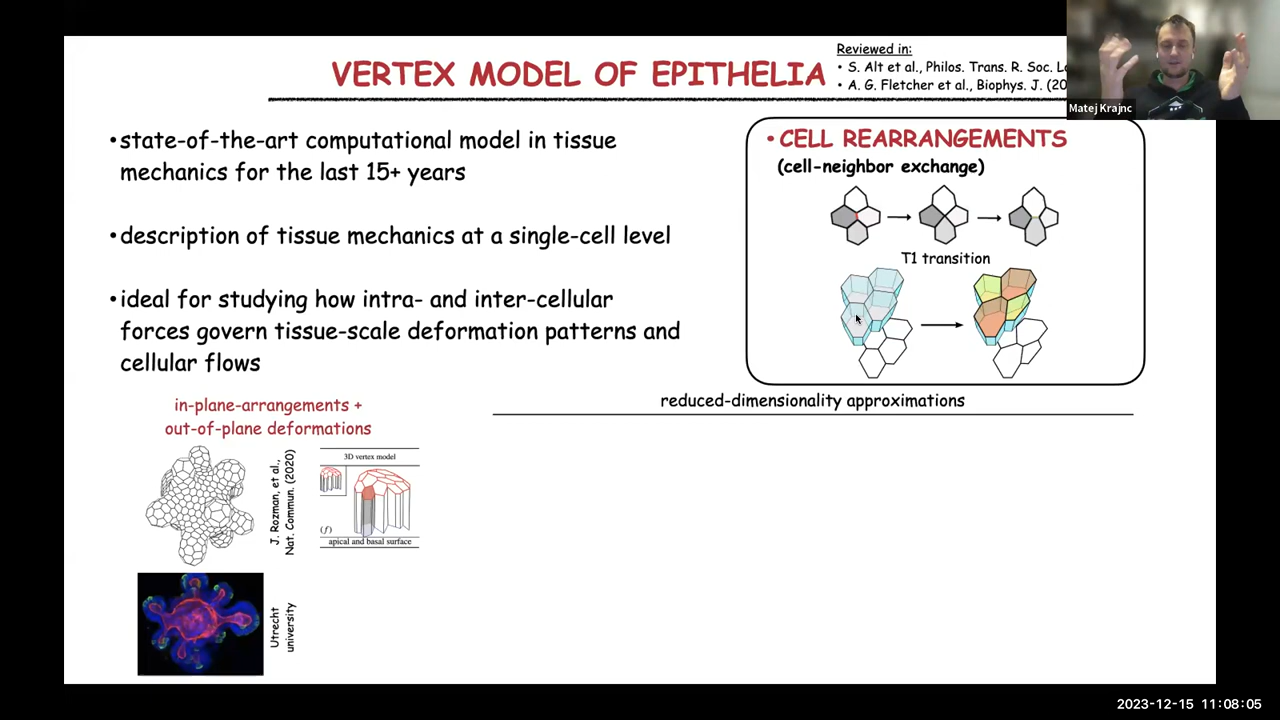 VERTEX MODEL OF EPITHELIA
Reviewed in:
• S. Alt et al., Philos. Trans. R. Soc.
• A. G. Fletcher et al., Biophys. J. (20
Matej Krajnc
• state-of-the-art computational model in tissue
mechanics for the last 15+ years
• description of tissue mechanics at a single-cell level
• ideal for studying how intra- and inter-cellular
forces govern tissue-scale deformation patterns and
cellular flows
• CELL REARRANGEMENTS
(cell-neighbor exchange)
T1 transition
in-plane-arrangements +
out-of-plane deformations
reduced-dimensionality approximations
J. Rozman, et al.,
Nat. Commun. (2020)
3D vertex model
(f)
apical and basal surface
Utrecht
university
2023-12-15 11:08:05